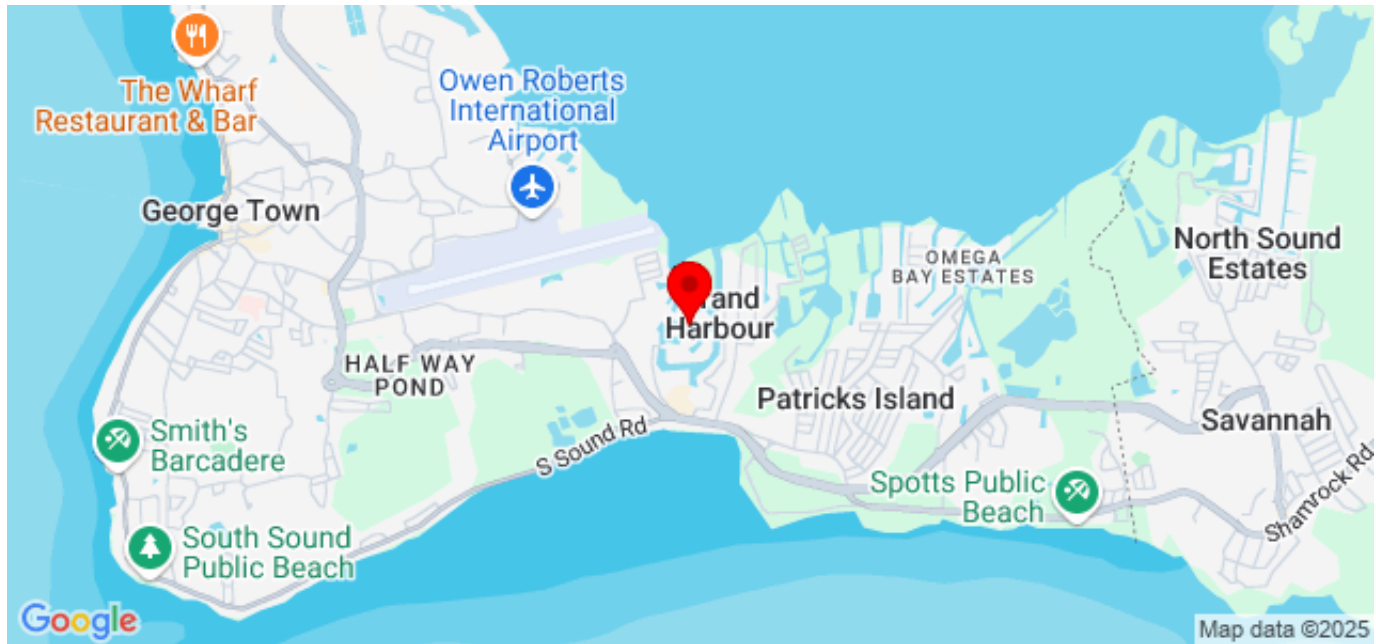 The Wharf
Restaurant & Bar
Owen Roberts
International
Airport
George Town
North Sound
Estates
OMEGA
BAY ESTATES
rand
Harbour
HALF WAY
POND
Patricks Island
Savannah
Smith's
Barcadere
S Sound Rd
Spotts Public
Beach
Shamrock Rd
South Sound
Public Beach
Google
Map data ©2025